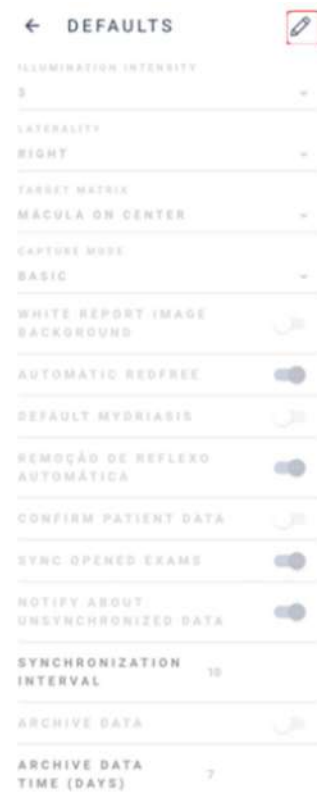 DEFAULTS
ILLUMINATION INTENSITY
3
LATERALITY
RIGHT
TARGET MATRIX
MÁCULA ON CENTER
CAPTURE MODE
BASIC
WHITE REPORT IMAGE
BACKGROUND
AUTOMATIC REDFREE
DEFAULT MYDRIASIS
REMOÇÃO DE REFLEXO
AUTOMÁTICA
CONFIRM PATIENT DATA
SYNC OPENED EXAMS
NOTIFY ABOUT
UNSYNCHRONIZED DATA
SYNCHRONIZATION
INTERVAL 10
ARCHIVE DATA
ARCHIVE DATA
TIME (DAYS) 7